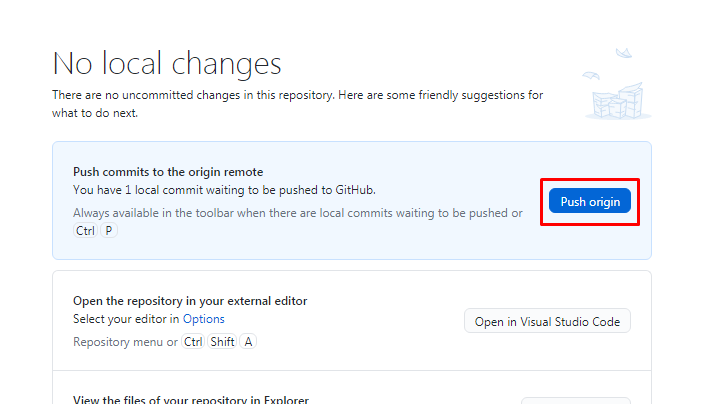 No local changes
There are no uncommitted changes in this repository. Here are some friendly suggestions for
what to do next.
Push commits to the origin remote
You have 1 local commit waiting to be pushed to GitHub.
Always available in the toolbar when there are local commits waiting to be pushed or
Ctrl P
Push origin
Open the repository in your external editor
Select your editor in Options
Repository menu or Ctrl Shift A
Open in Visual Studio Code
View the files of your repository in Explorer